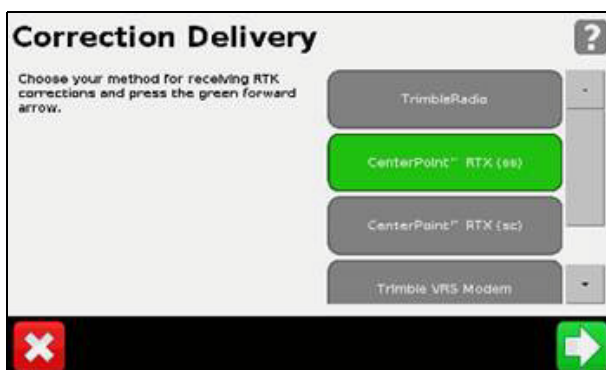 Correction Delivery
?
Choose your method for receiving RTK
corrections and press the green forward
arrow.
TrimbleRadio
CenterPoint™ RTX (ss)
CenterPoint™ RTX (sc)
Trimble VRS Modem